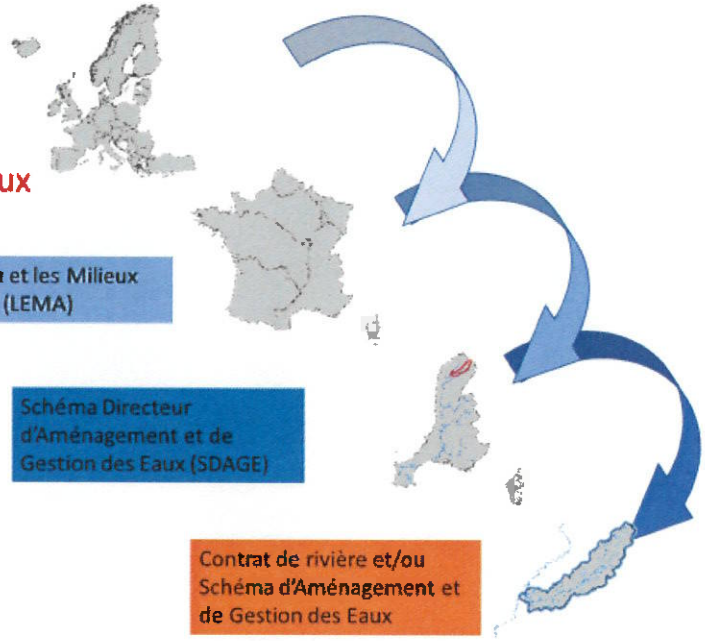 ux
et les Milieux
(LEMA)
Schéma Directeur
d'Aménagement et de
Gestion des Eaux (SDAGE)
Contrat de rivière et/ou
Schéma d'Aménagement et
de Gestion des Eaux